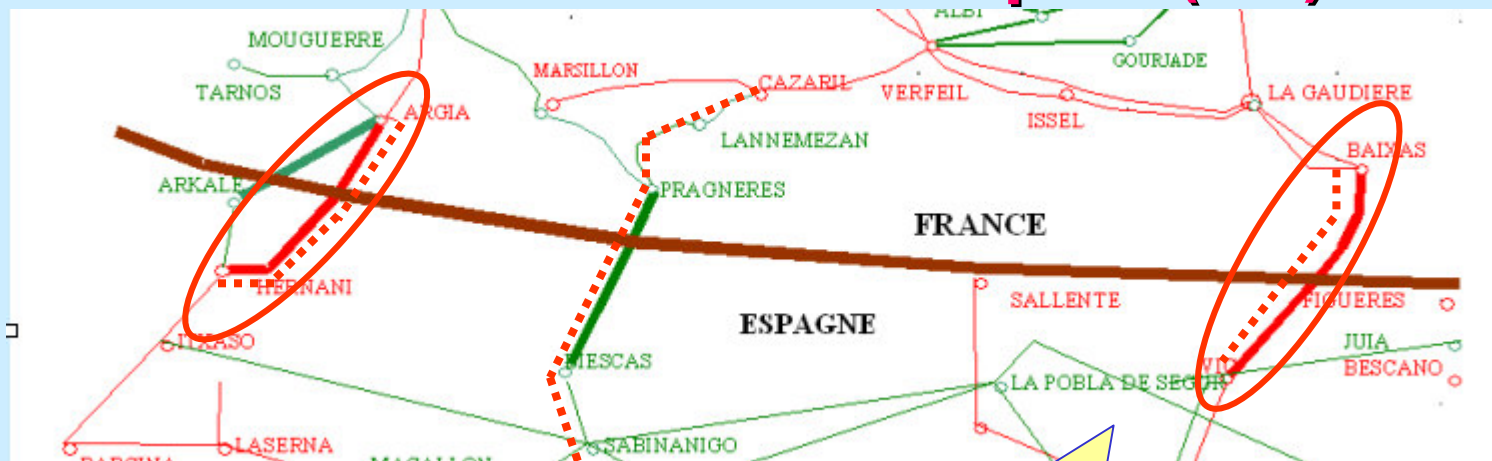 ALBI
MOUGUERRE
GOURJADE
MARSILLON
CAZARIL
TARNOS
VERFEIL
LA GAUDIERE
ARGIA
ISSEL
LANNEMEZAN
BAIXAS
ARKALE
PRAGNERES
FRANCE
HERNANI
SALLENTE
FIGUERES
ESPAGNE
ITXASO
JUIA
BIESCAS
VIC
BESCANO
LA POBLA DE SEGUR
LASERNA
SABINANIGO